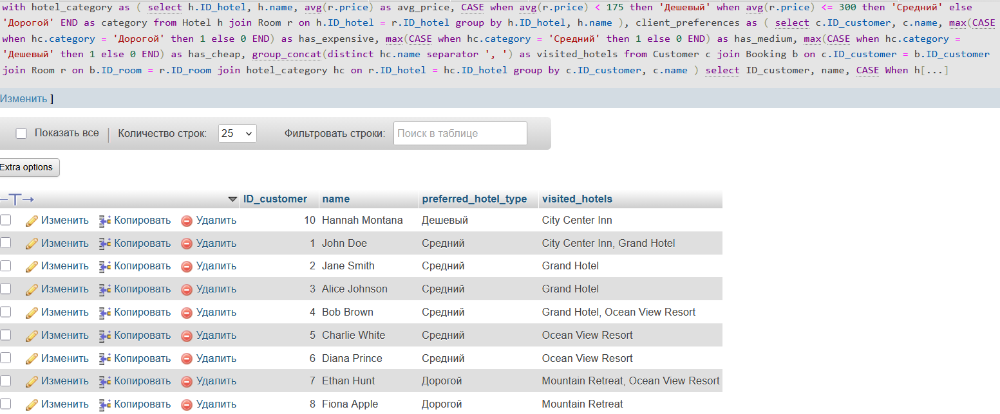 with hotel_category as ( select h.ID_hotel, h.name, avg(r.price) as avg_price, CASE when avg(r.price) < 175 then 'Дешевый' when avg(r.price) <= 300 then 'Средний' else
'Дорогой' END as category from Hotel h join Room r on h.ID_hotel = r.ID_hotel group by h.ID_hotel, h.name ), client_preferences as ( select c.ID_customer, c.name, max(CASE
when hc.category = 'Дорогой' then 1 else 0 END) as has_expensive, max(CASE when hc.category = 'Средний' then 1 else 0 END) as has_medium, max(CASE when hc.category =
'Дешевый' then 1 else 0 END) as has_cheap, group_concat(distinct hc.name separator ', ') as visited_hotels from Customer c join Booking b on c.ID_customer = b.ID_customer
join Room r on b.ID_room = r.ID_room join hotel_category hc on r.ID_hotel = hc.ID_hotel group by c.ID_customer, c.name ) select ID_customer, name, CASE When h[...]
Изменить ]
Показать все Количество строк: 25 Фильтровать строки: Поиск в таблице
Extra options
ID_customer name preferred_hotel_type visited_hotels
Изменить Копировать Удалить 10 Hannah Montana Дешевый City Center Inn
Изменить Копировать Удалить 1 John Doe Средний City Center Inn, Grand Hotel
Изменить Копировать Удалить 2 Jane Smith Средний Grand Hotel
Изменить Копировать Удалить 3 Alice Johnson Средний Grand Hotel
Изменить Копировать Удалить 4 Bob Brown Средний Grand Hotel, Ocean View Resort
Изменить Копировать Удалить 5 Charlie White Средний Ocean View Resort
Изменить Копировать Удалить 6 Diana Prince Средний Ocean View Resort
Изменить Копировать Удалить 7 Ethan Hunt Дорогой Mountain Retreat, Ocean View Resort
Изменить Копировать Удалить 8 Fiona Apple Дорогой Mountain Retreat